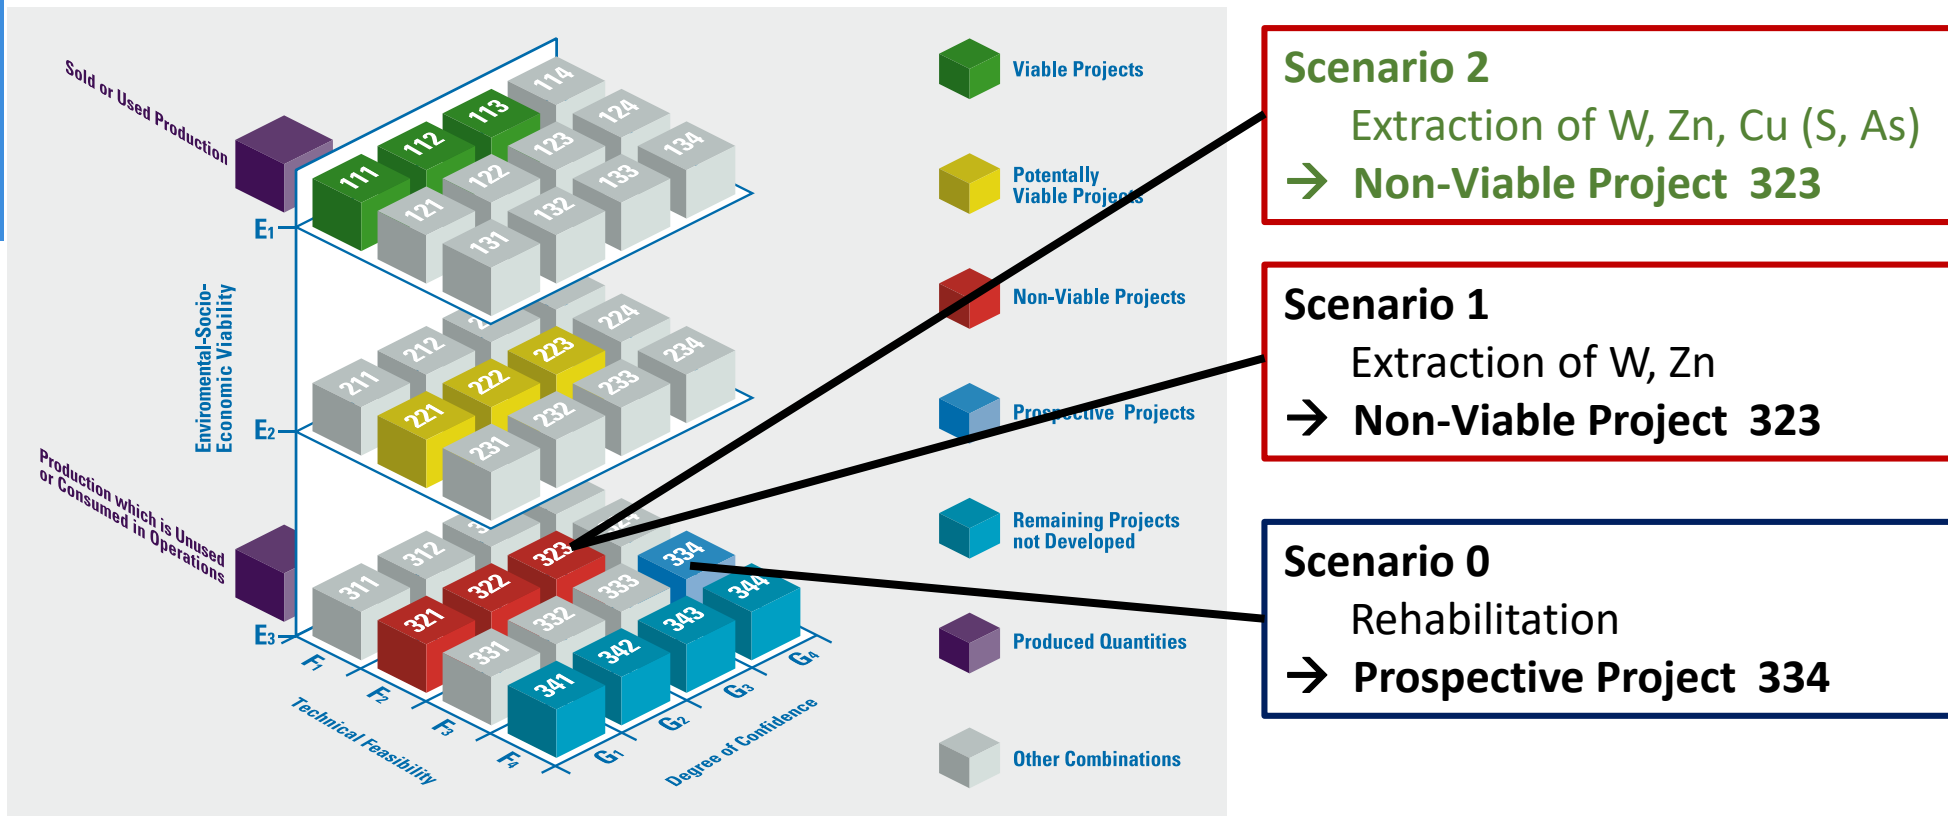 Sold or Used Production
114
113
124
112
123
134
111
122
133
121
132
131
E1
Enviromental-Socio-
Economic Viability
224
223
212
234
222
211
233
221
232
231
E2
Production which is Unused
or Consumed in Operations
323
334
312
322
333
344
311
332
343
321
331
342
341
E3
F1
F2
F3
F4
G1
G2
G3
G4
Technical Feasibility
Degree of Confidence
Viable Projects
Potentally
Viable Projects
Non-Viable Projects
Prospective Projects
Remaining Projects
not Developed
Produced Quantities
Other Combinations
Scenario 2
Extraction of W, Zn, Cu (S, As)
→ Non-Viable Project 323
Scenario 1
Extraction of W, Zn
→ Non-Viable Project 323
Scenario 0
Rehabilitation
→ Prospective Project 334